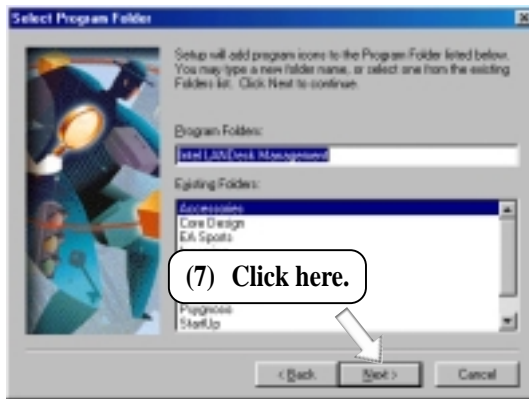 Select Program Folder
Setup will add program icons to the Program Folder listed below.
You may type a new folder name, or select one from the existing
Folders list. Click Next to continue.
Program Folders:
Intel LANDesk Management
Existing Folders:
Accessories
Core Design
EA Sports
(7) Click here.
Psygnosis
StartUp
< Back
Next >
Cancel